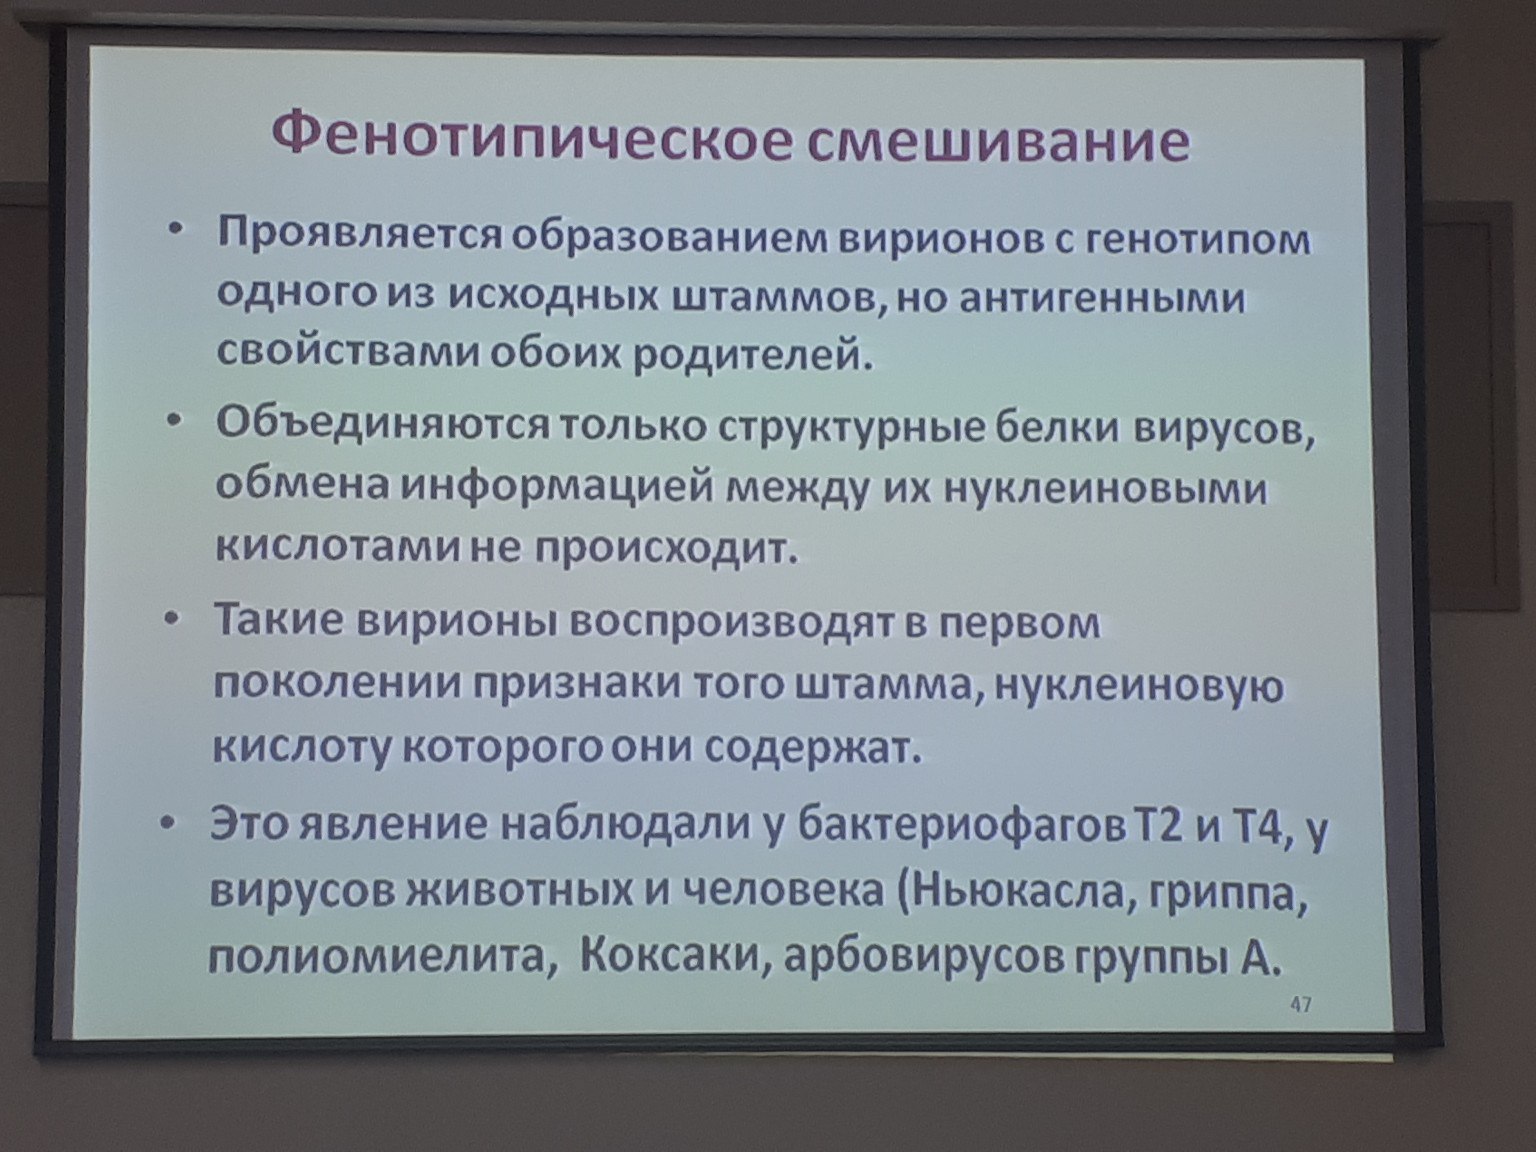 Фенотипическое смешивание
• Проявляется образованием вирионов с генотипом
одного из исходных штаммов, но антигенными
свойствами обоих родителей.
• Объединяются только структурные белки вирусов,
обмена информацией между их нуклеиновыми
кислотами не происходит.
• Такие вирионы воспроизводят в первом
поколении признаки того штамма, нуклеиновую
кислоту которого они содержат.
• Это явление наблюдали у бактериофагов Т2 и Т4, у
вирусов животных и человека (Ньюкасла, гриппа,
полиомиелита, Коксаки, арбовирусов группы А.
47